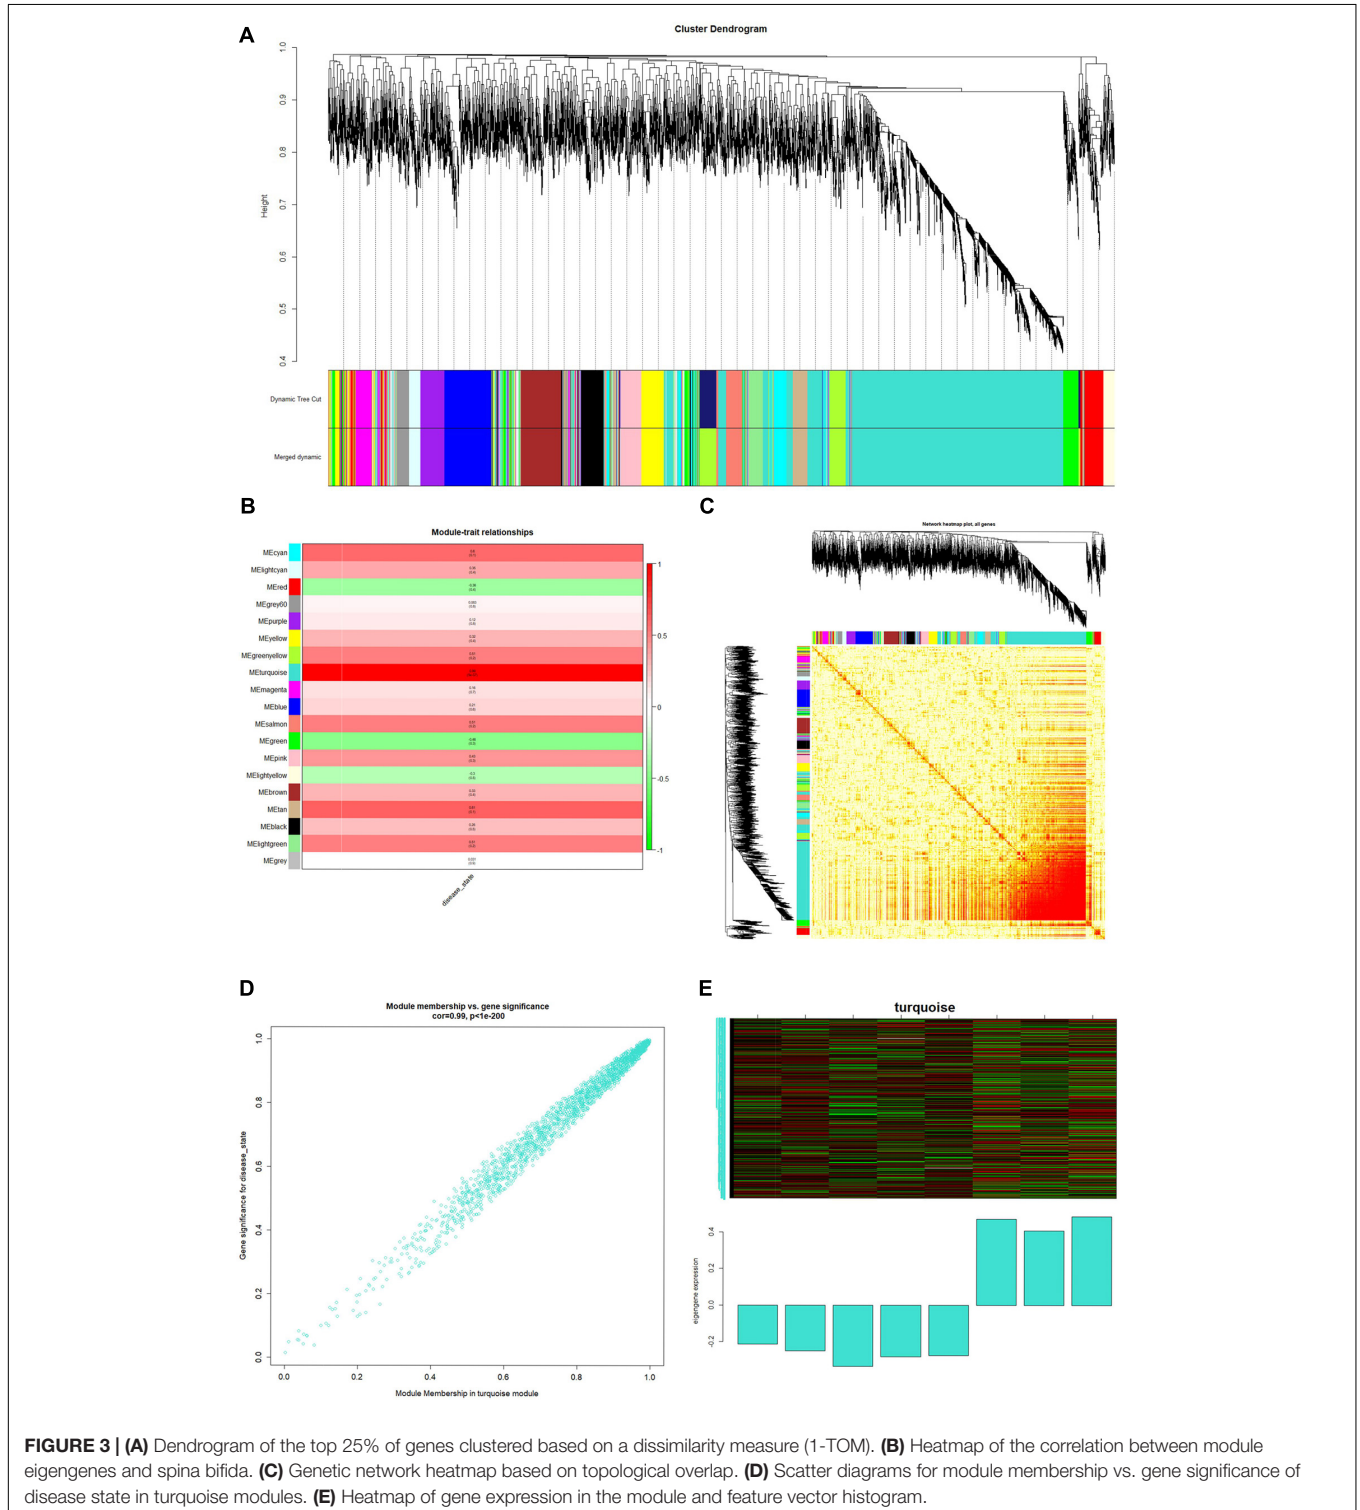 A
Cluster Dendrogram
Height
1.0
0.9
0.8
0.7
0.6
0.5
0.4
Dynamic Tree Cut
Merged dynamic
B
Module-trait relationships
MEcyan
MElightcyan
MEred
MEgrey60
MEpurple
MEyellow
MEgreenyellow
MEturquoise
MEmagenta
MEblue
MEsalmon
MEgreen
MEpink
MElightyellow
MEbrown
MEtan
MEblack
MElightgreen
MEgrey
disease_state
1
0.5
0
-0.5
-1
C
Network heatmap plot, all genes
D
Module membership vs. gene significance
cor=0.99, p<1e-200
Gene significance for disease_state
1.0
0.8
0.6
0.4
0.2
0.0
0.0 0.2 0.4 0.6 0.8 1.0
Module Membership in turquoise module
E
turquoise
eigengene expression
0.4
0.2
0.0
-0.2
FIGURE 3 | (A) Dendrogram of the top 25% of genes clustered based on a dissimilarity measure (1-TOM). (B) Heatmap of the correlation between module
eigengenes and spina bifida. (C) Genetic network heatmap based on topological overlap. (D) Scatter diagrams for module membership vs. gene significance of
disease state in turquoise modules. (E) Heatmap of gene expression in the module and feature vector histogram.